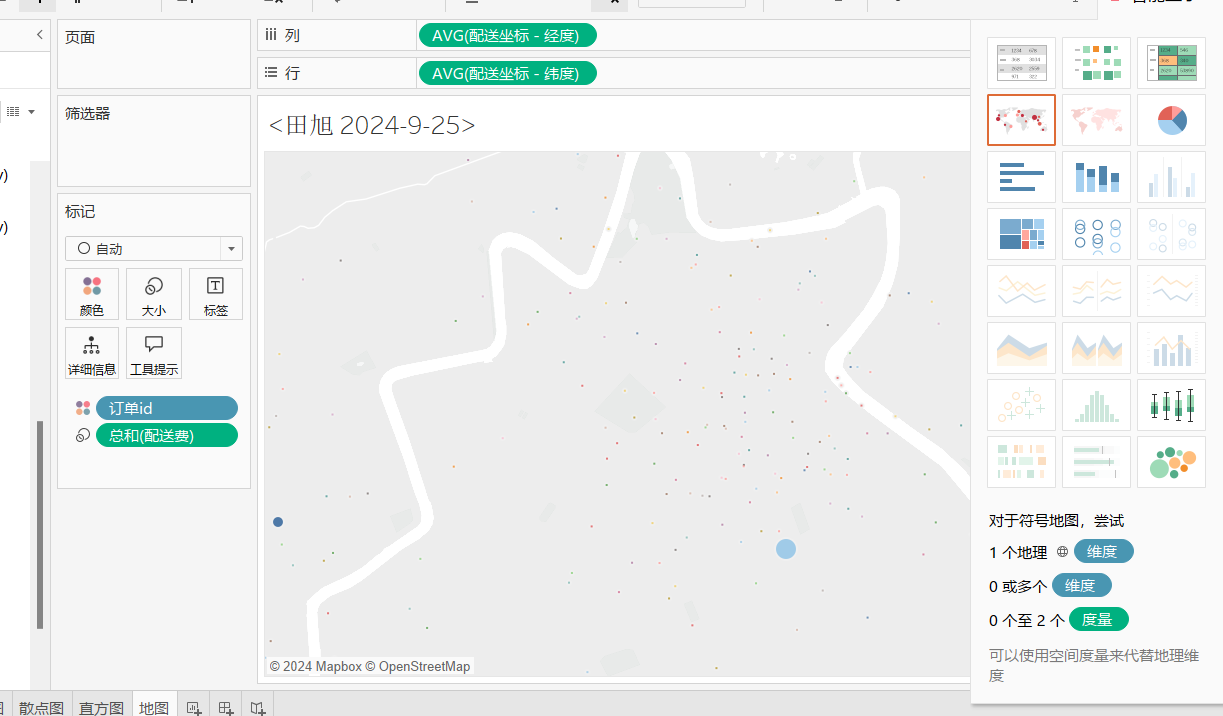 页面
iii 列
AVG(配送坐标 - 经度)
行
AVG(配送坐标 - 纬度)
筛选器
<田旭 2024-9-25>
标记
自动
颜色
大小
标签
详细信息
工具提示
订单id
总和(配送费)
© 2024 Mapbox © OpenStreetMap
对于符号地图，尝试
1 个地理 维度
0 或多个 维度
0 个至 2 个 度量
可以使用空间度量来代替地理维
度
散点图
直方图
地图